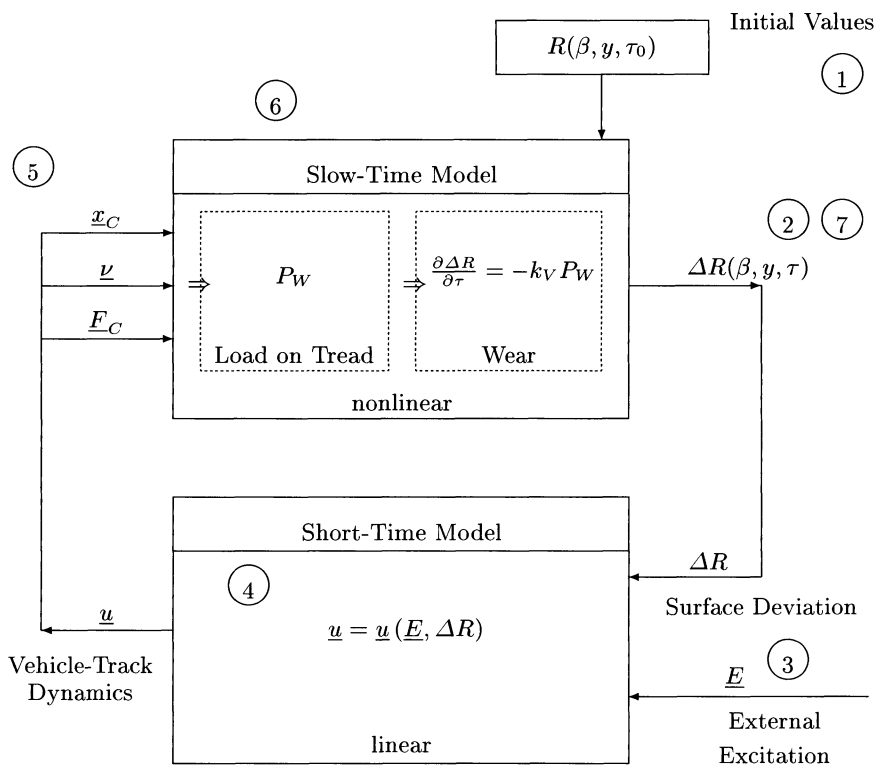 Initial Values
R(β, y, τ₀)
1
6
5
Slow-Time Model
2 7
x_C
ν
F_C
⇒ P_W ⇒ ∂ΔR/∂τ = −k_V P_W
Load on Tread
Wear
nonlinear
ΔR(β, y, τ)
Short-Time Model
4
ΔR
Surface Deviation
u = u (E, ΔR)
u
Vehicle-Track
Dynamics
3
E
External
Excitation
linear